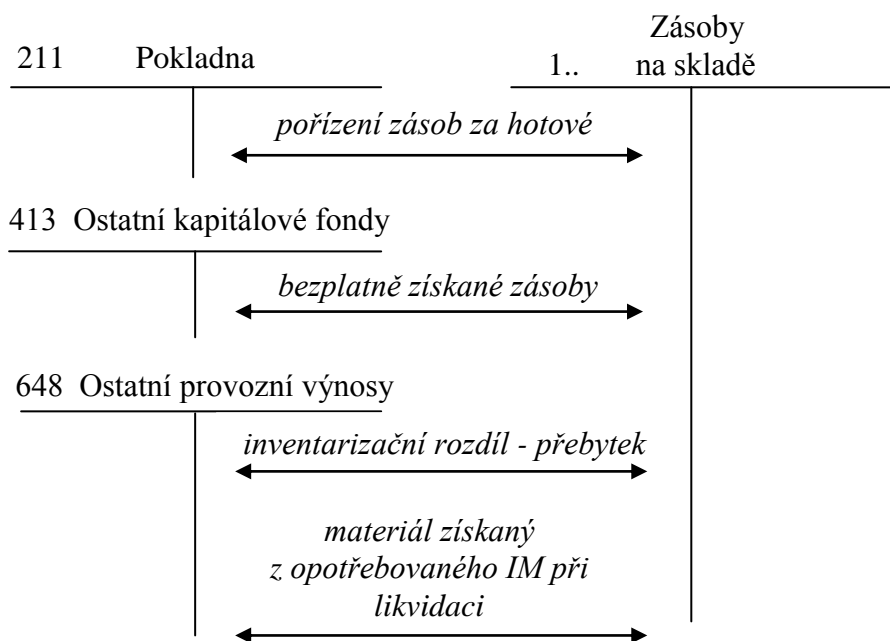 211 Pokladna
1.. Zásoby
na skladě
pořízení zásob za hotové
413 Ostatní kapitálové fondy
bezplatně získané zásoby
648 Ostatní provozní výnosy
inventarizační rozdíl - přebytek
materiál získaný
z opotřebovaného IM při
likvidaci